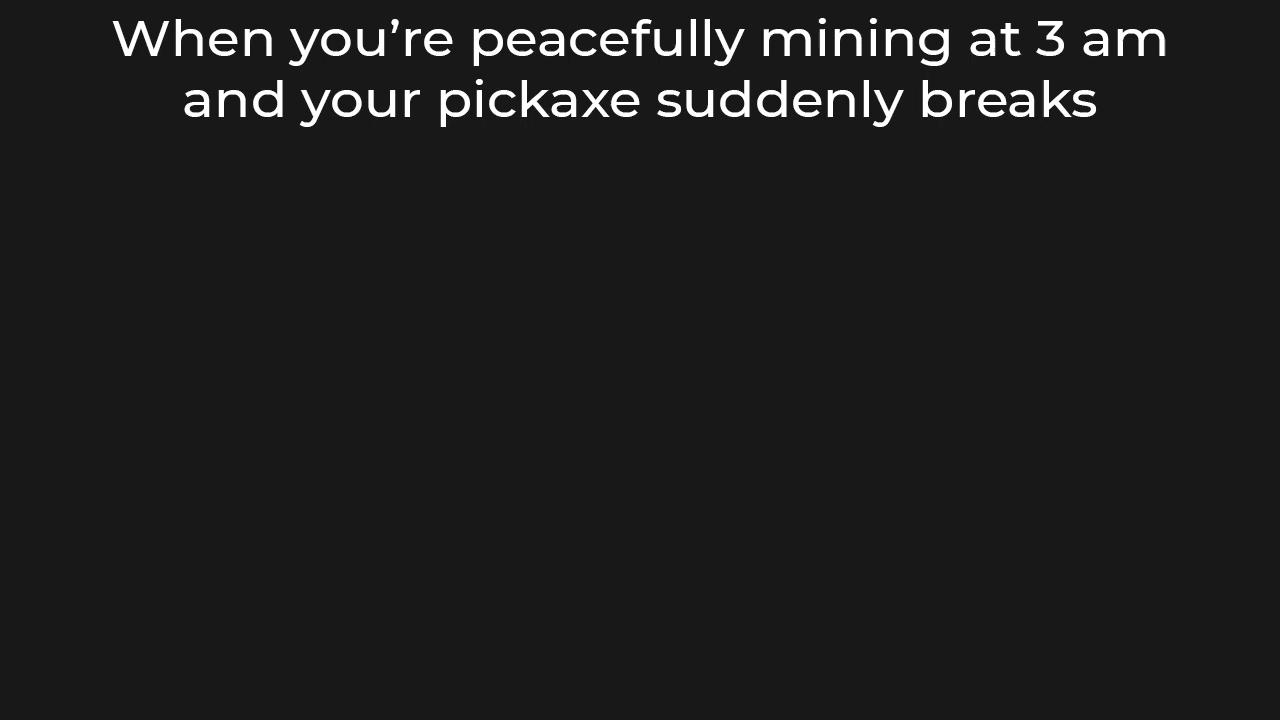 When you’re peacefully mining at 3 am
and your pickaxe suddenly breaks